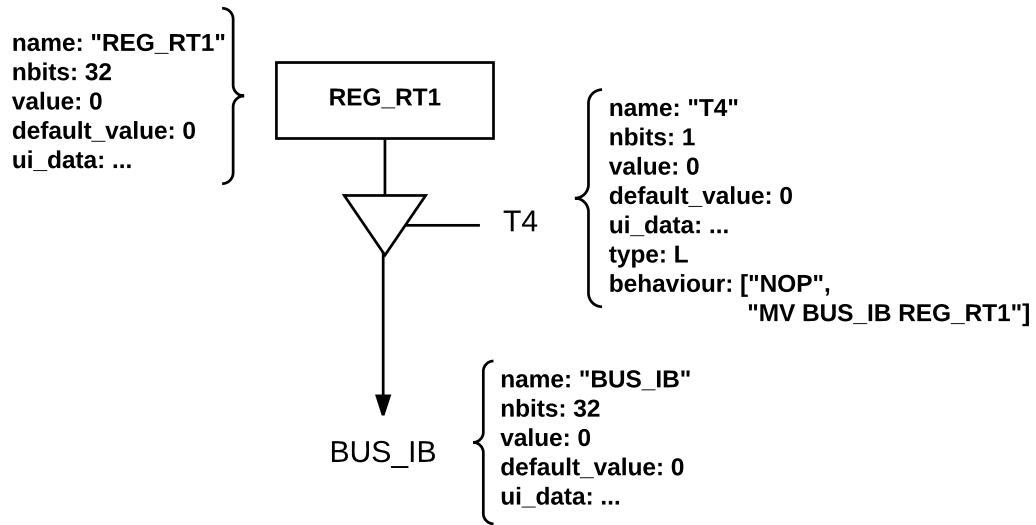 name: "REG_RT1"
nbits: 32
value: 0
default_value: 0
ui_data: ...
REG_RT1
T4
name: "T4"
nbits: 1
value: 0
default_value: 0
ui_data: ...
type: L
behaviour: ["NOP",
"MV BUS_IB REG_RT1"]
BUS_IB
name: "BUS_IB"
nbits: 32
value: 0
default_value: 0
ui_data: ...